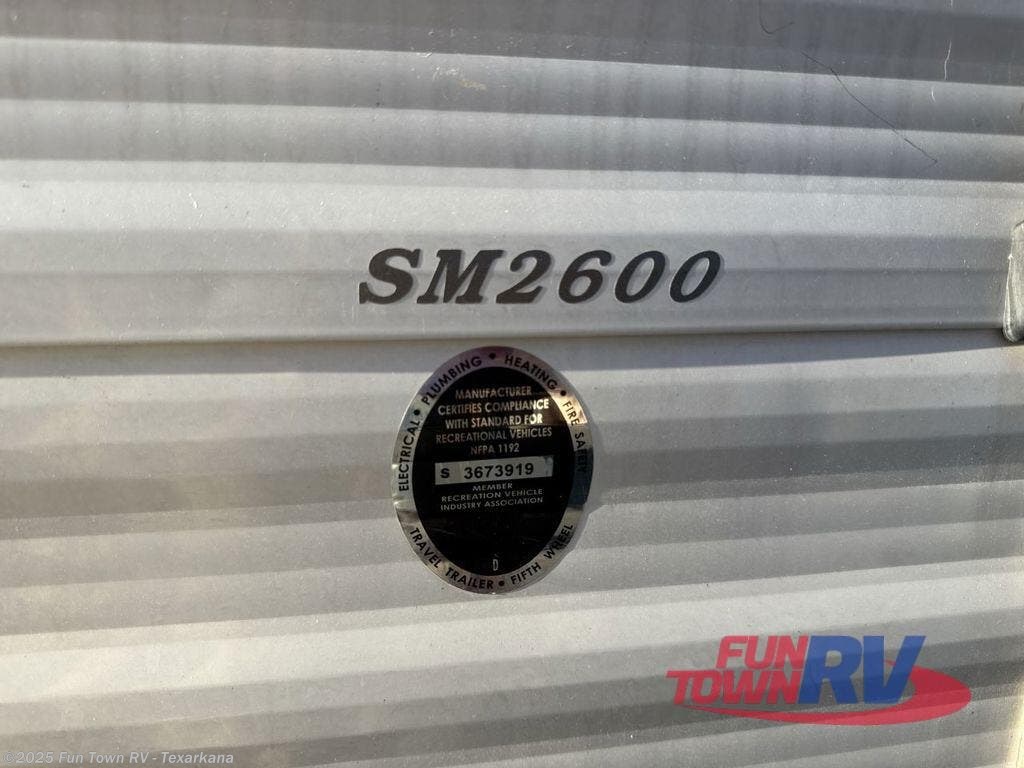 SM2600
ELECTRICAL • PLUMBING • HEATING • FIRE SAFETY
MANUFACTURER
CERTIFIES COMPLIANCE
WITH STANDARD FOR
RECREATIONAL VEHICLES
NFPA 1192
S 3673919
MEMBER
RECREATION VEHICLE
INDUSTRY ASSOCIATION
D
TRAVEL TRAILER • FIFTH WHEEL
FUN
TOWN RV
©2025 Fun Town RV - Texarkana